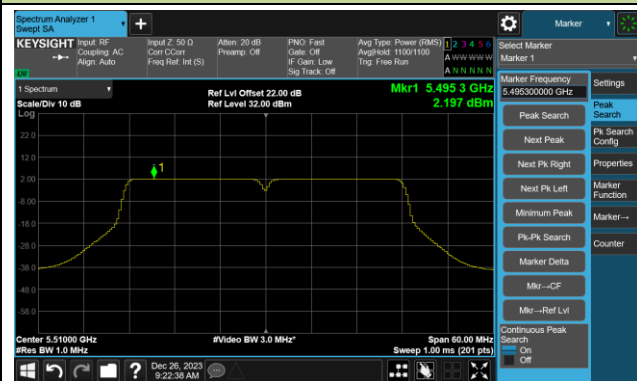 Spectrum Analyzer 1
Swept SA
+
Marker
KEYSIGHT
Input: RF
Coupling: AC
Align: Auto
Input Z: 50 Ω
Corr CCorr
Freq Ref: Int (S)
Atten: 20 dB
Preamp: Off
PNO: Fast
Gate: Off
IF Gain: Low
Sig Track: Off
Avg Type: Power (RMS)
Avg|Hold: 1100/1100
Trig: Free Run
1 2 3 4 5 6
A W W W W W
A N N N N N
Select Marker
Marker 1
1 Spectrum
Scale/Div 10 dB
Log
Ref Lvl Offset 22.00 dB
Ref Level 32.00 dBm
Mkr1 5.495 3 GHz
2.197 dBm
22.0
12.0
2.00
-8.00
-18.0
-28.0
-38.0
-48.0
-58.0
1
Center 5.51000 GHz
#Res BW 1.0 MHz
#Video BW 3.0 MHz*
Span 60.00 MHz
Sweep 1.00 ms (201 pts)
Marker Frequency
5.495300000 GHz
Peak Search
Next Peak
Next Pk Right
Next Pk Left
Minimum Peak
Pk-Pk Search
Marker Delta
Mkr→CF
Mkr→Ref Lvl
Continuous Peak
Search
On
Off
Settings
Peak
Search
Pk Search
Config
Properties
Marker
Function
Marker→
Counter
?
Dec 26, 2023
9:22:38 AM